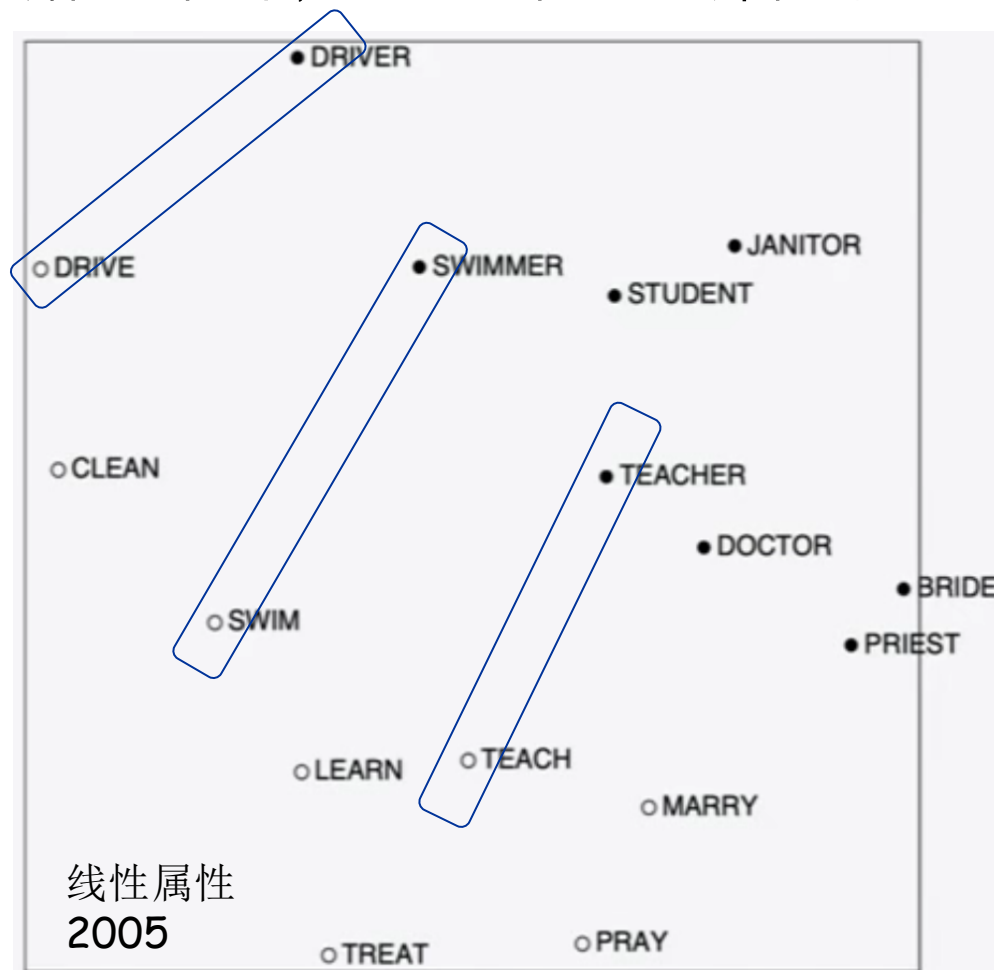 DRIVER
JANITOR
SWIMMER
DRIVE
STUDENT
CLEAN
TEACHER
DOCTOR
BRIDE
SWIM
PRIEST
TEACH
LEARN
MARRY
线性属性
2005
PRAY
TREAT